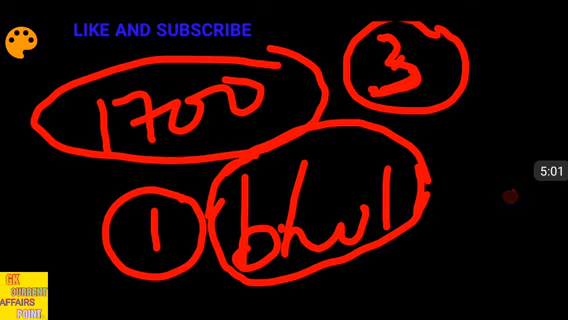 LIKE AND SUBSCRIBE
3
1700
1
bhul
5:01
GK
CURRENT
AFFAIRS
POINT